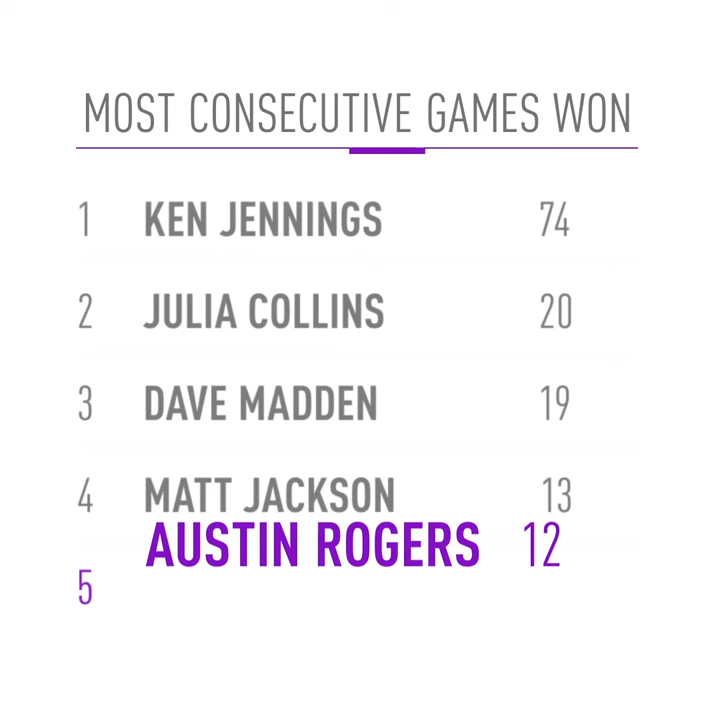 MOST CONSECUTIVE GAMES WON
1 KEN JENNINGS 74
2 JULIA COLLINS 20
3 DAVE MADDEN 19
4 MATT JACKSON 13
AUSTIN ROGERS 12
5